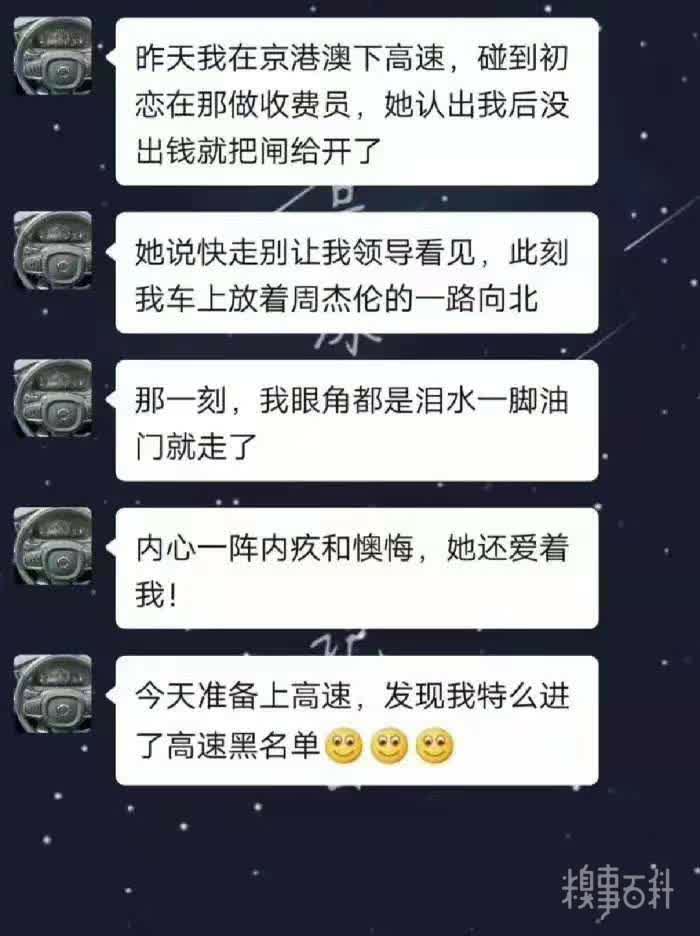 昨天我在京港澳下高速，碰到初
恋在那做收费员，她认出我后没
出钱就把闸给开了
她说快走别让我领导看见，此刻
我车上放着周杰伦的一路向北
那一刻，我眼角都是泪水一脚油
门就走了
内心一阵内疚和懊悔，她还爱着
我！
今天准备上高速，发现我特么进
了高速黑名单
糗事百科